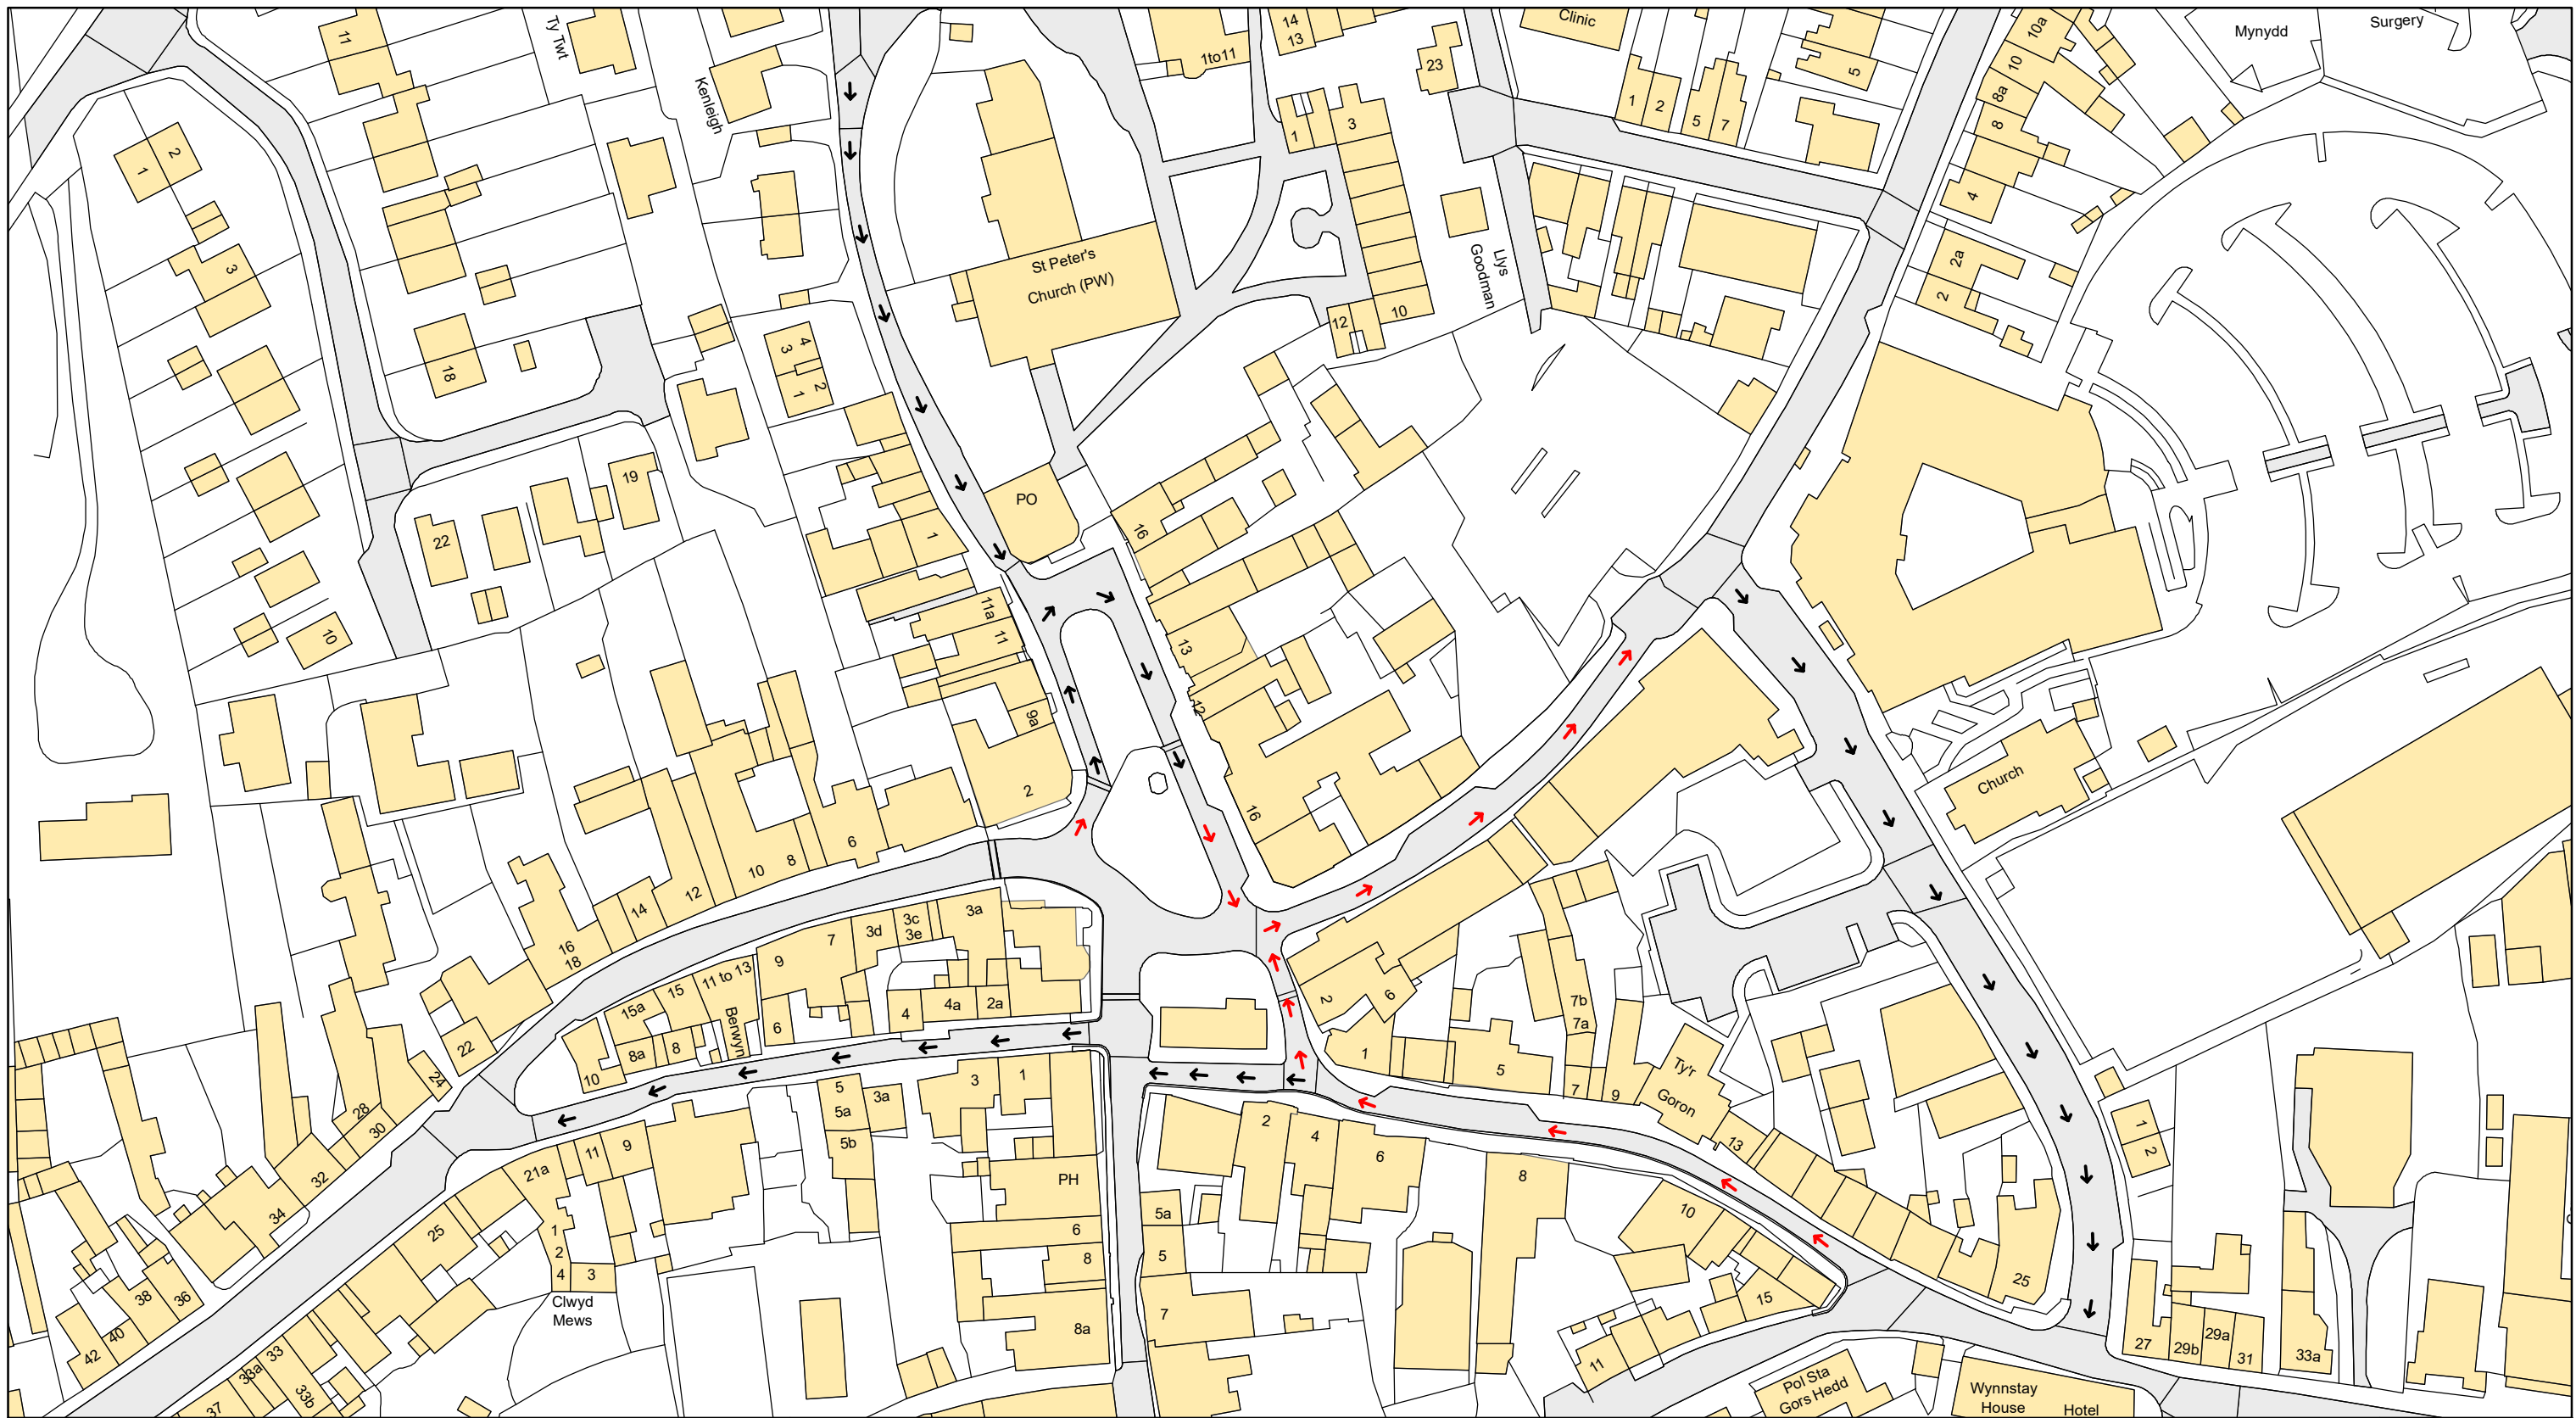 11
Ty Twt
Kenleigh
1to11
14
13
23
Clinic
1
2
5
7
5
10a
10
8a
8
4
2a
2
Mynydd
Surgery
1
2
3
1
3
10
12
Llys
Goodman
St Peter's
Church (PW)
3
4
1
2
18
19
22
10
PO
1
16
11a
11
9a
2
13
12
16
Church
6
8
10
12
14
16
18
22
24
28
30
32
34
36
38
40
42
3a
3c
3e
3d
7
9
11 to 13
15
15a
Berwyn
6
4
4a
2a
8
8a
10
2
6
1
5
7b
7a
7
9
Ty'r
Goron
13
25
1
2
5
5a
5b
3a
3
1
PH
6
8
8a
2
4
6
8
10
15
11
5a
5
7
21a
11
9
1
2
4
3
Clwyd
Mews
25
33
33a
33b
37
27
29b
29a
31
33a
Pol Sta
Gors Hedd
Wynnstay
House
Hotel